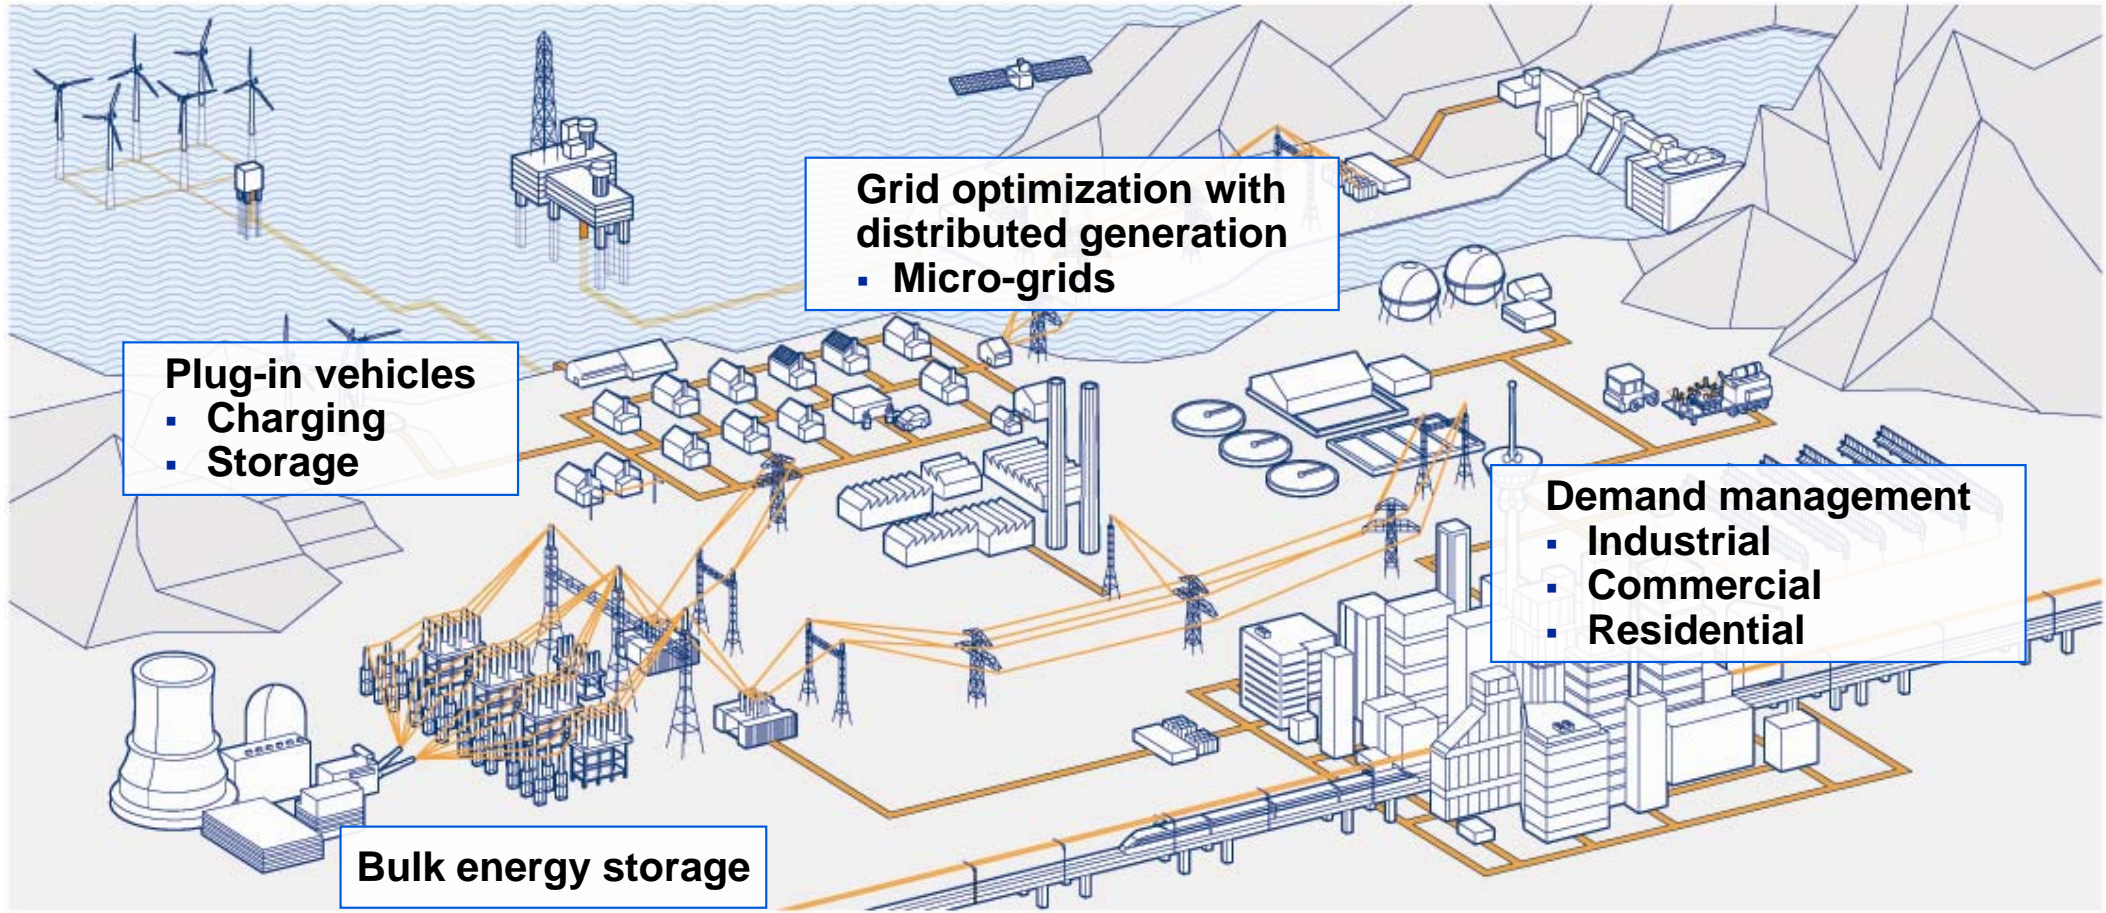 Grid optimization with
distributed generation
▪ Micro-grids
Plug-in vehicles
▪ Charging
▪ Storage
Demand management
▪ Industrial
▪ Commercial
▪ Residential
Bulk energy storage